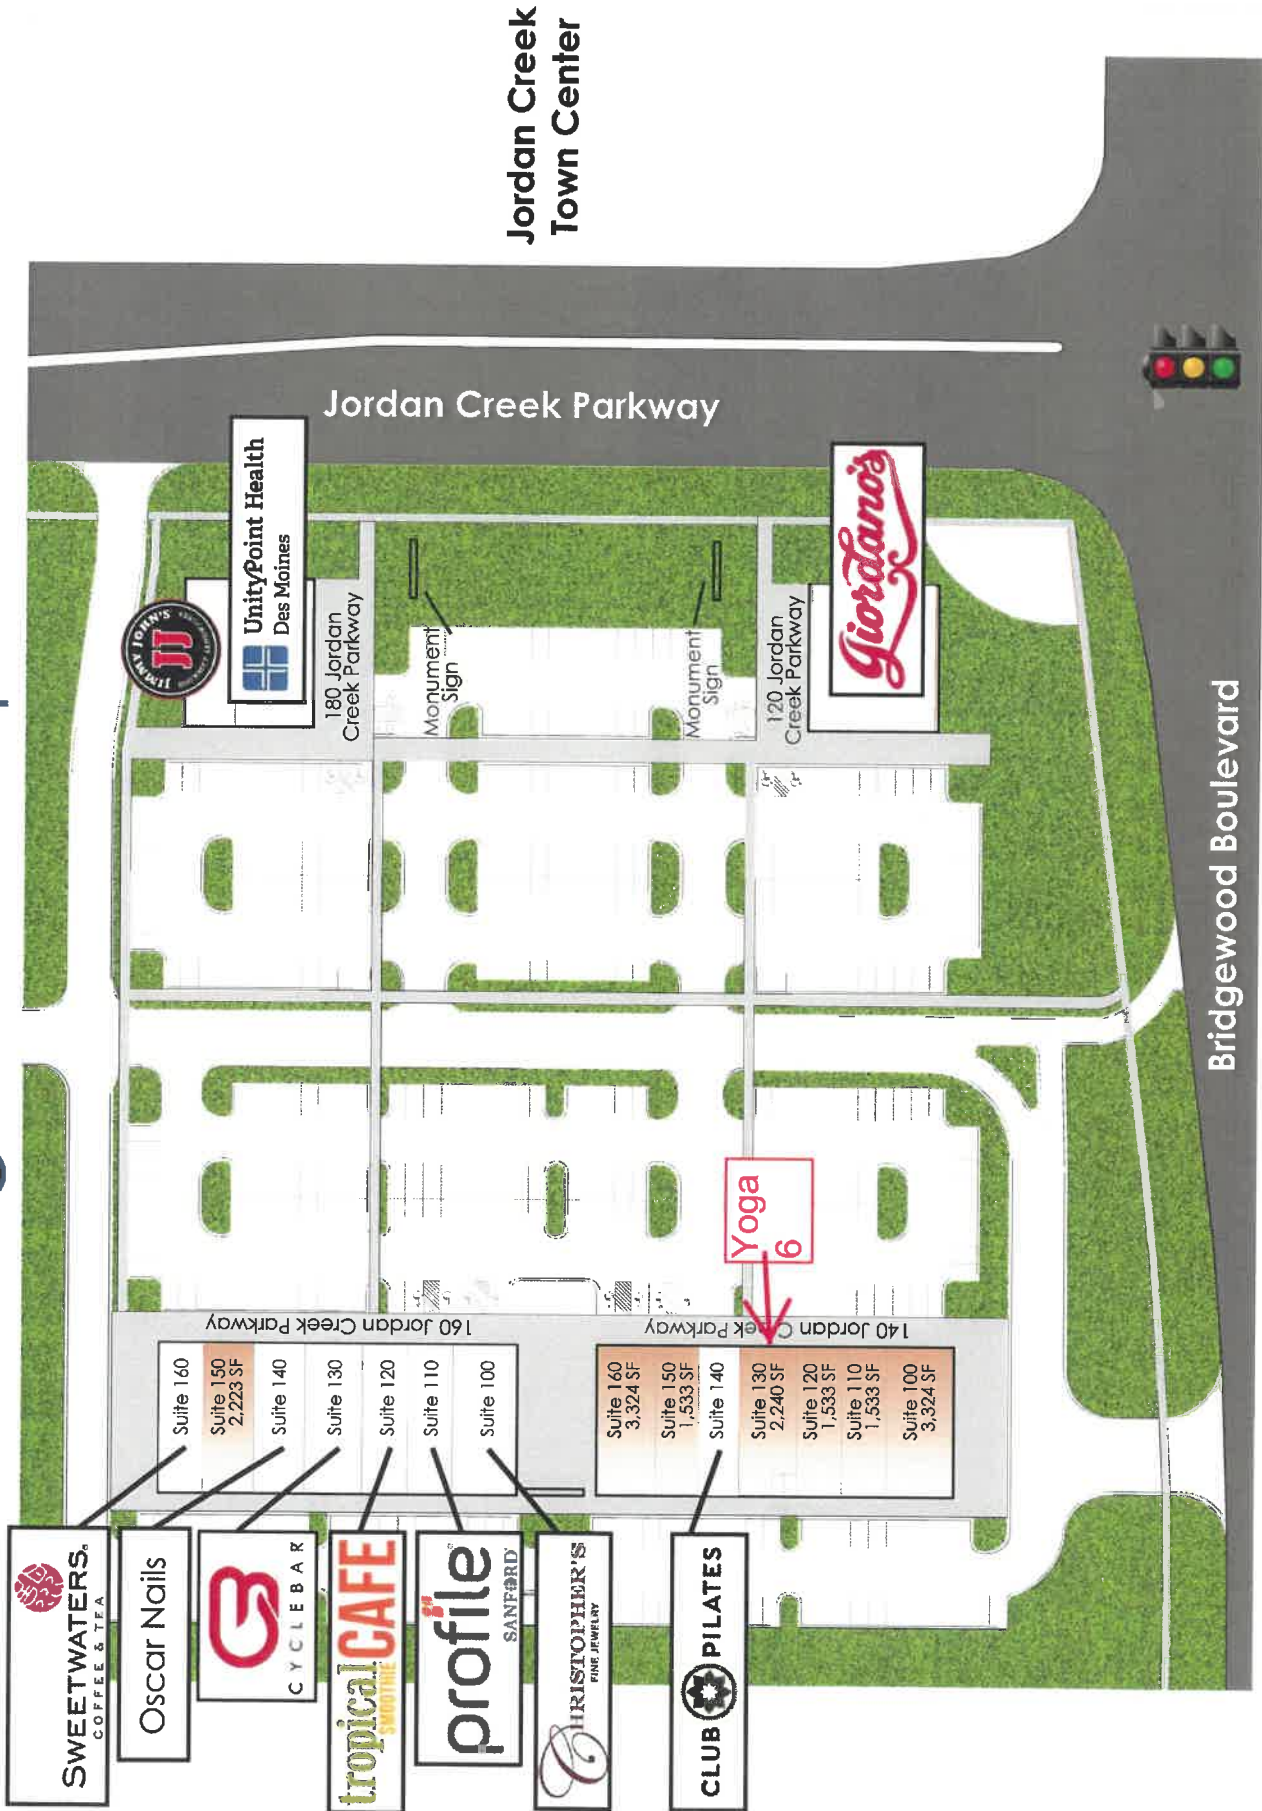 Jordan Creek
Town Center
Jordan Creek Parkway
JIMMY JOHN'S
JJ
UnityPoint Health
Des Moines
180 Jordan
Creek Parkway
Monument
Sign
Monument
Sign
120 Jordan
Creek Parkway
Giordano's
Bridgewood Boulevard
Yoga
6
160 Jordan Creek Parkway
140 Jordan Creek Parkway
Suite 160
Suite 150
2,223 SF
Suite 140
Suite 130
Suite 120
Suite 110
Suite 100
Suite 160
3,324 SF
Suite 150
1,533 SF
Suite 140
Suite 130
2,240 SF
Suite 120
1,533 SF
Suite 110
1,533 SF
Suite 100
3,324 SF
SWEETWATERS.
COFFEE & TEA
Oscar Nails
CYCLEBAR
tropical
SMOOTHIE
CAFE
profile
SANFORD
CHRISTOPHER'S
FINE JEWELRY
CLUB PILATES